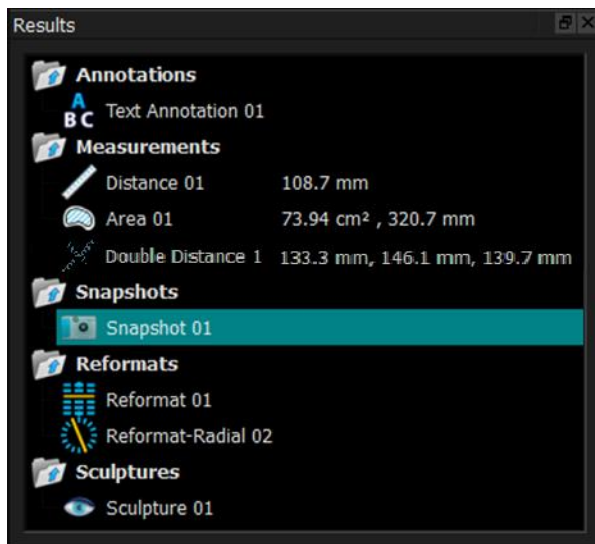 Results
Annotations
A
B C
Text Annotation 01
Measurements
Distance 01 108.7 mm
Area 01 73.94 cm² , 320.7 mm
Double Distance 1 133.3 mm, 146.1 mm, 139.7 mm
Snapshots
Snapshot 01
Reformats
Reformat 01
Reformat-Radial 02
Sculptures
Sculpture 01